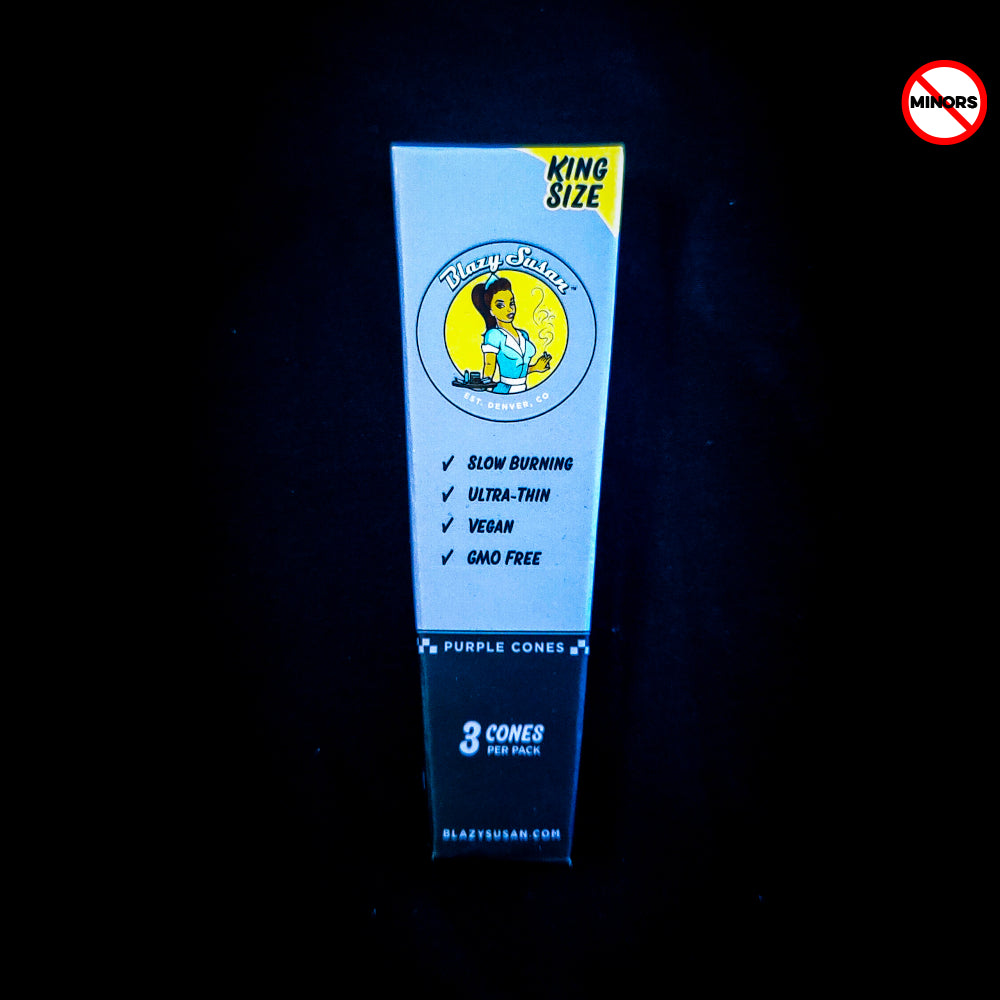 MINORS
KING
SIZE
Blazy Susan™
EST. DENVER, CO
✓ SLOW BURNING
✓ ULTRA-THIN
✓ VEGAN
✓ GMO FREE
PURPLE CONES
3 CONES
PER PACK
BLAZYSUSAN.COM